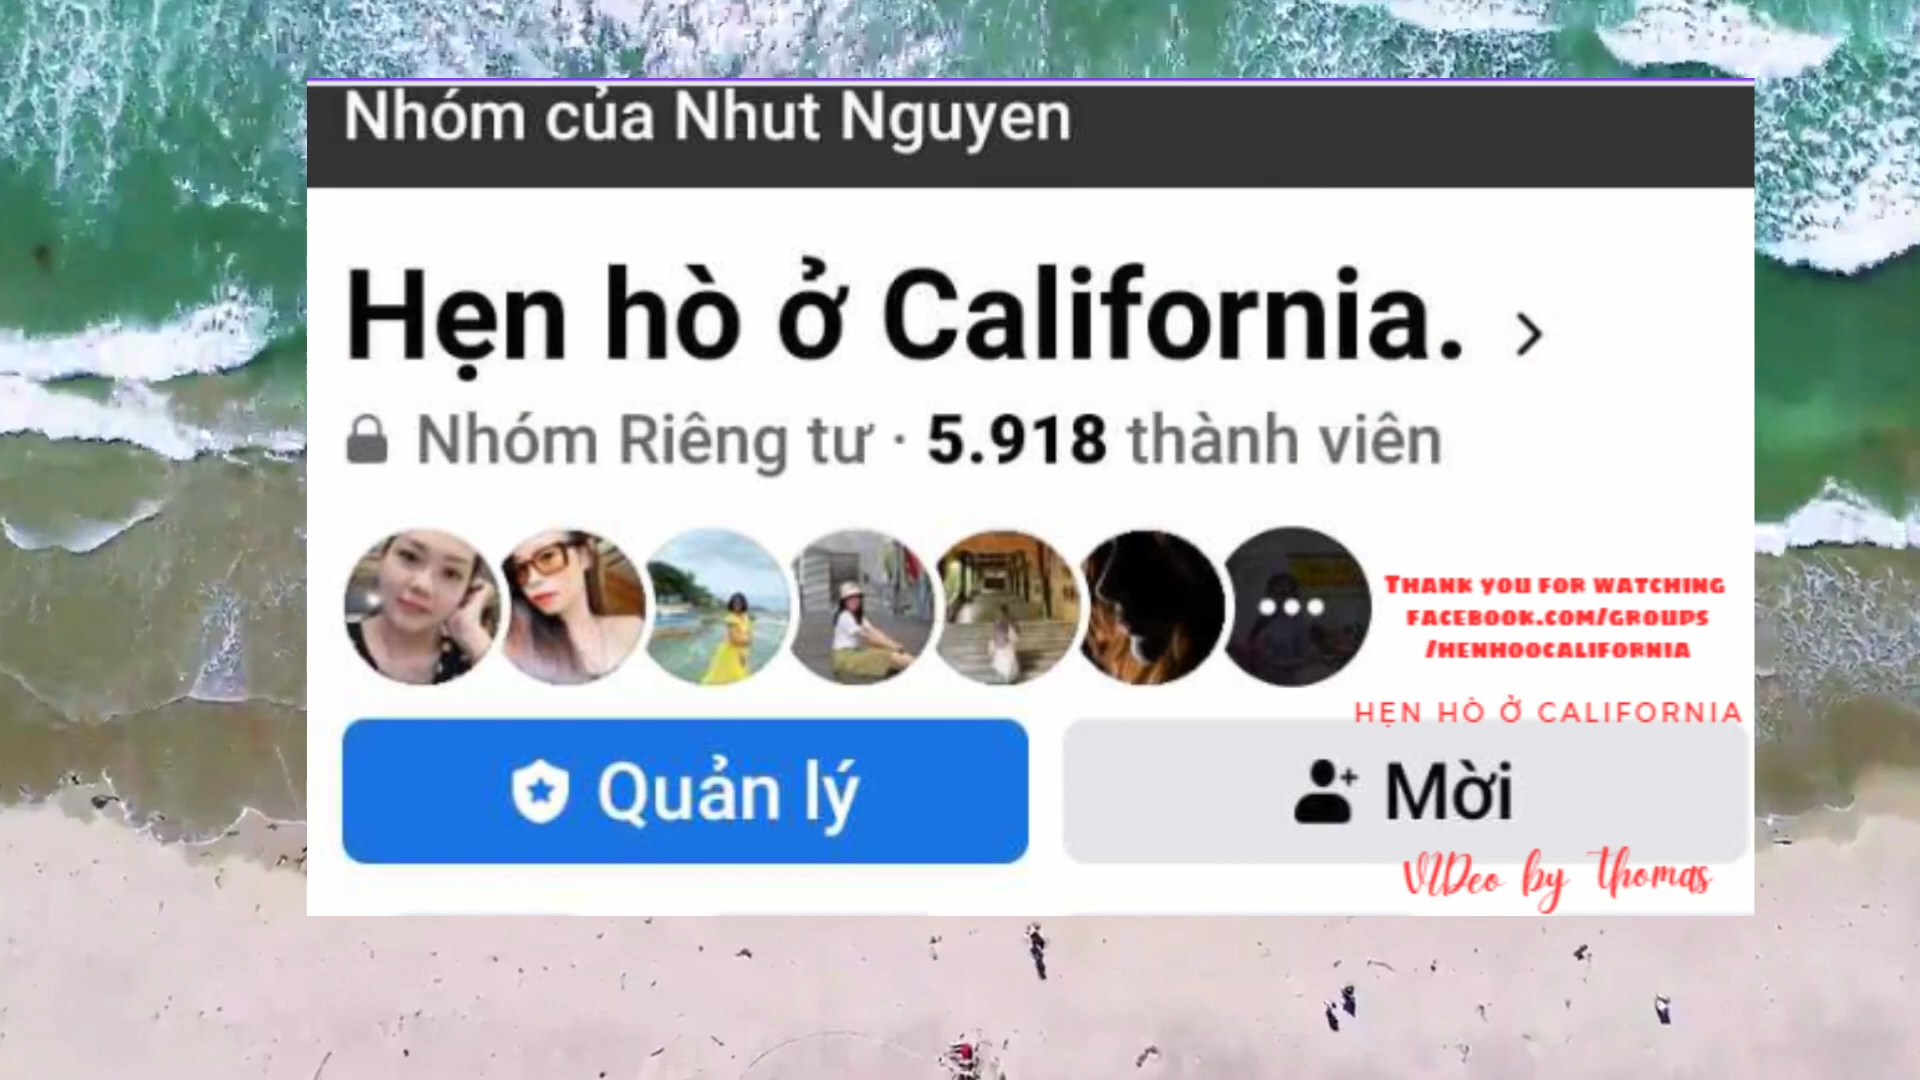 Nhóm của Nhut Nguyen
Hẹn hò ở California.
Nhóm Riêng tư · 5.918 thành viên
THANK YOU FOR WATCHING
FACEBOOK.COM/GROUPS
/HENHOOCALIFORNIA
HẸN HÒ Ở CALIFORNIA
Quản lý
Mời
VIDeo by Thomas